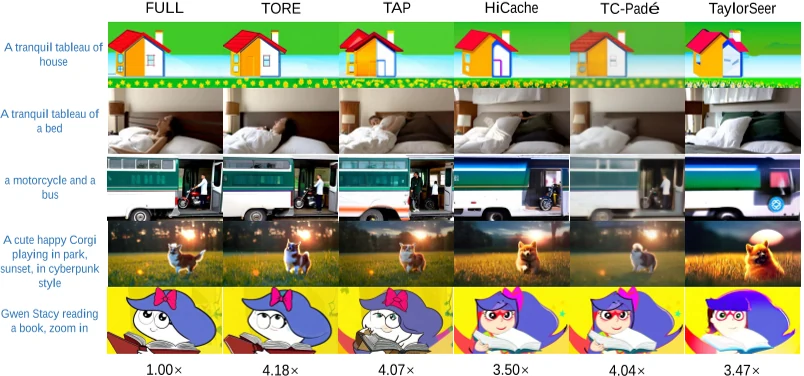 FULL TORE TAP HiCache TC-Padé TaylorSeer
A tranquil tableau of
house
A tranquil tableau of
a bed
a motorcycle and a
bus
A cute happy Corgi
playing in park,
sunset, in cyberpunk
style
Gwen Stacy reading
a book, zoom in
1.00× 4.18× 4.07× 3.50× 4.04× 3.47×